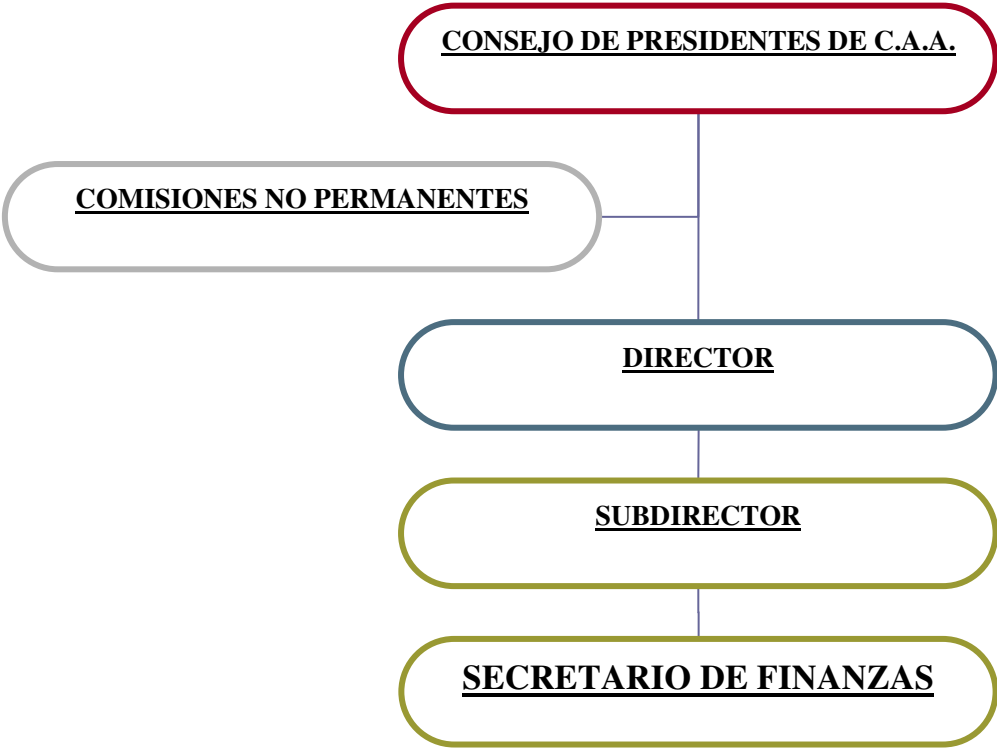 CONSEJO DE PRESIDENTES DE C.A.A.
COMISIONES NO PERMANENTES
DIRECTOR
SUBDIRECTOR
SECRETARIO DE FINANZAS